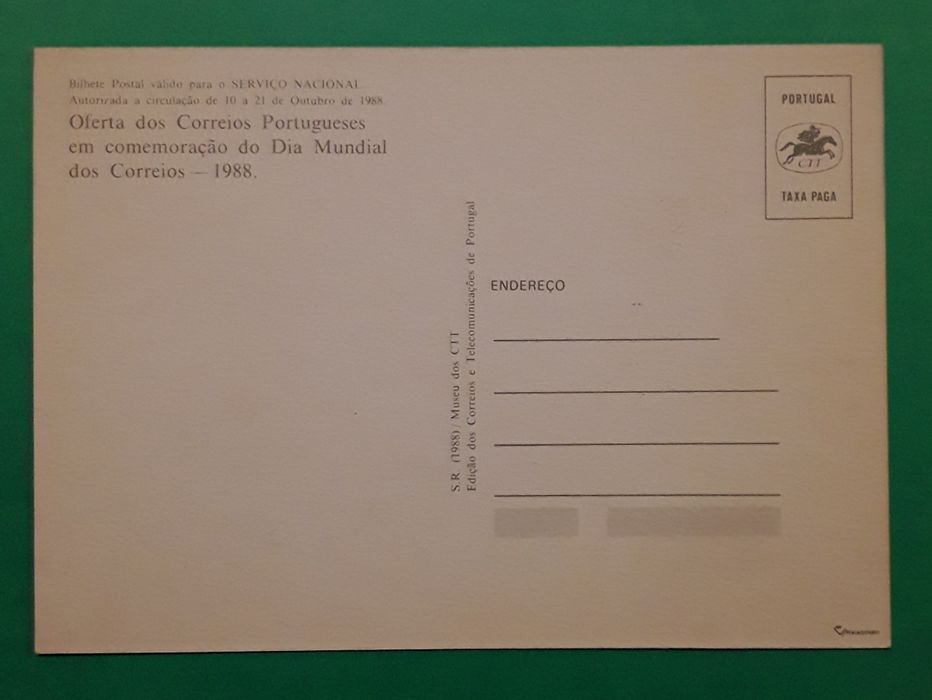 Bilhete Postal válido para o SERVIÇO NACIONAL
Autorizada a circulação de 10 a 21 de Outubro de 1988.
Oferta dos Correios Portugueses
em comemoração do Dia Mundial
dos Correios — 1988.
PORTUGAL
CTT
TAXA PAGA
S.R. (1988) / Museu dos CTT
Edição dos Correios e Telecomunicações de Portugal
ENDEREÇO